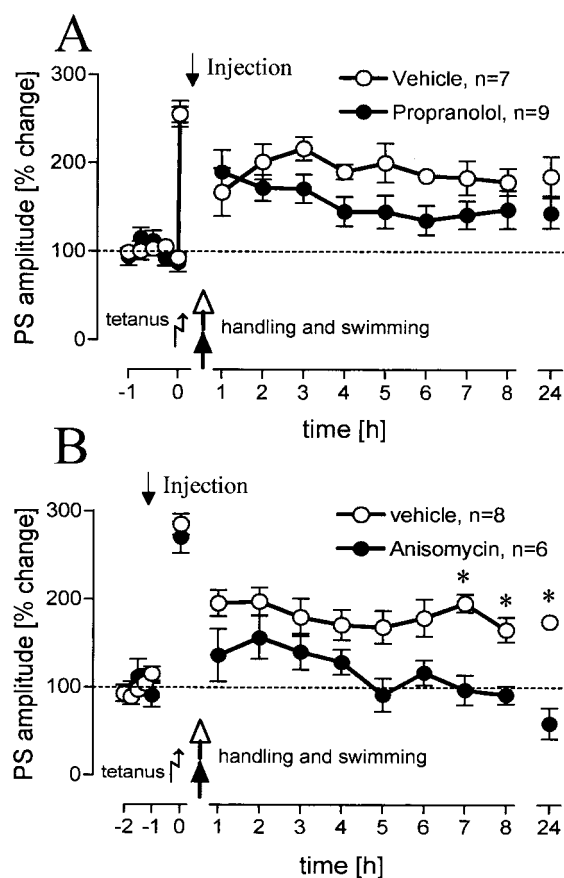 A
Injection
Vehicle, n=7
Propranolol, n=9
PS amplitude [% change]
300
200
100
0
tetanus
handling and swimming
-1 0 1 2 3 4 5 6 7 8 24
time [h]
B
Injection
vehicle, n=8
Anisomycin, n=6
PS amplitude [% change]
300
200
100
0
* * *
tetanus
handling and swimming
-2 -1 0 1 2 3 4 5 6 7 8 24
time [h]